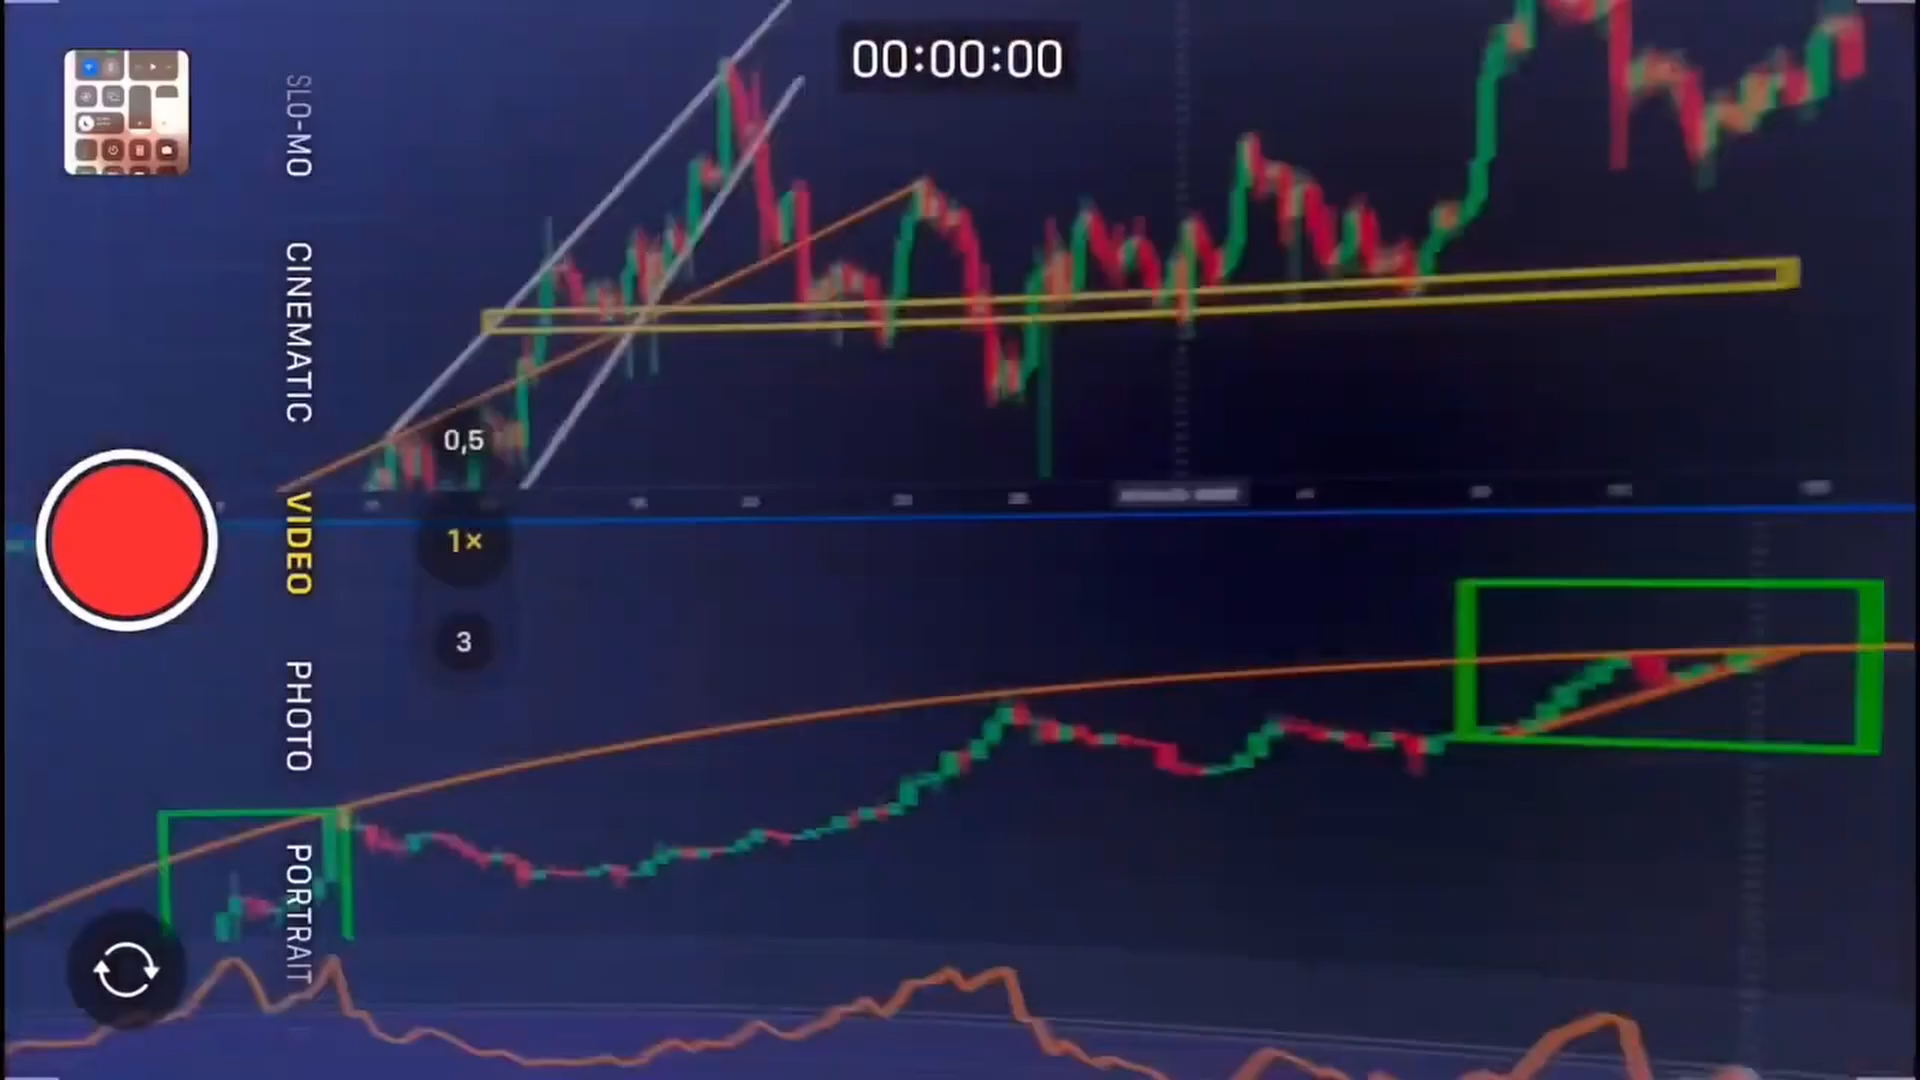 00:00:00
SLO-MO
CINEMATIC
VIDEO
PHOTO
PORTRAIT
0,5
1×
3